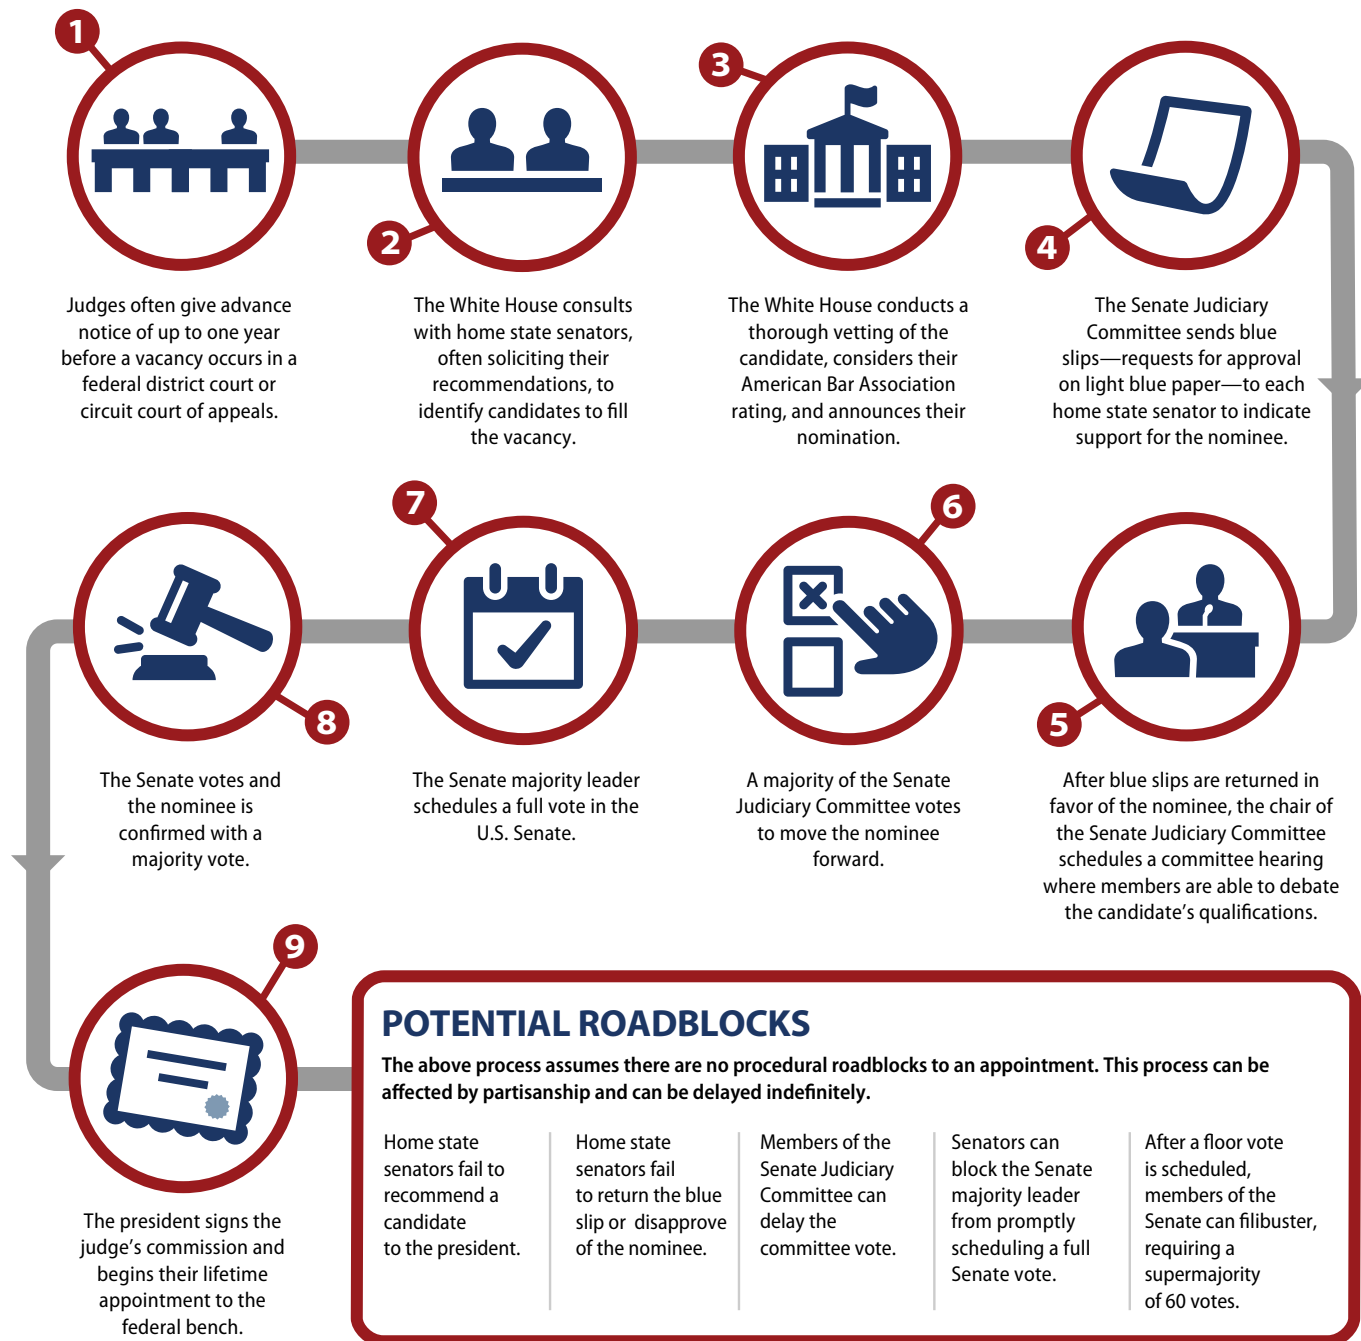 1
Judges often give advance
notice of up to one year
before a vacancy occurs in a
federal district court or
circuit court of appeals.
2
The White House consults
with home state senators,
often soliciting their
recommendations, to
identify candidates to fill
the vacancy.
3
The White House conducts a
thorough vetting of the
candidate, considers their
American Bar Association
rating, and announces their
nomination.
4
The Senate Judiciary
Committee sends blue
slips—requests for approval
on light blue paper—to each
home state senator to indicate
support for the nominee.
5
After blue slips are returned in
favor of the nominee, the chair of
the Senate Judiciary Committee
schedules a committee hearing
where members are able to debate
the candidate’s qualifications.
6
A majority of the Senate
Judiciary Committee votes
to move the nominee
forward.
7
The Senate majority leader
schedules a full vote in the
U.S. Senate.
8
The Senate votes and
the nominee is
confirmed with a
majority vote.
9
The president signs the
judge’s commission and
begins their lifetime
appointment to the
federal bench.
POTENTIAL ROADBLOCKS
The above process assumes there are no procedural roadblocks to an appointment. This process can be
affected by partisanship and can be delayed indefinitely.
Home state
senators fail to
recommend a
candidate
to the president.
Home state
senators fail
to return the blue
slip or disapprove
of the nominee.
Members of the
Senate Judiciary
Committee can
delay the
committee vote.
Senators can
block the Senate
majority leader
from promptly
scheduling a full
Senate vote.
After a floor vote
is scheduled,
members of the
Senate can filibuster,
requiring a
supermajority
of 60 votes.